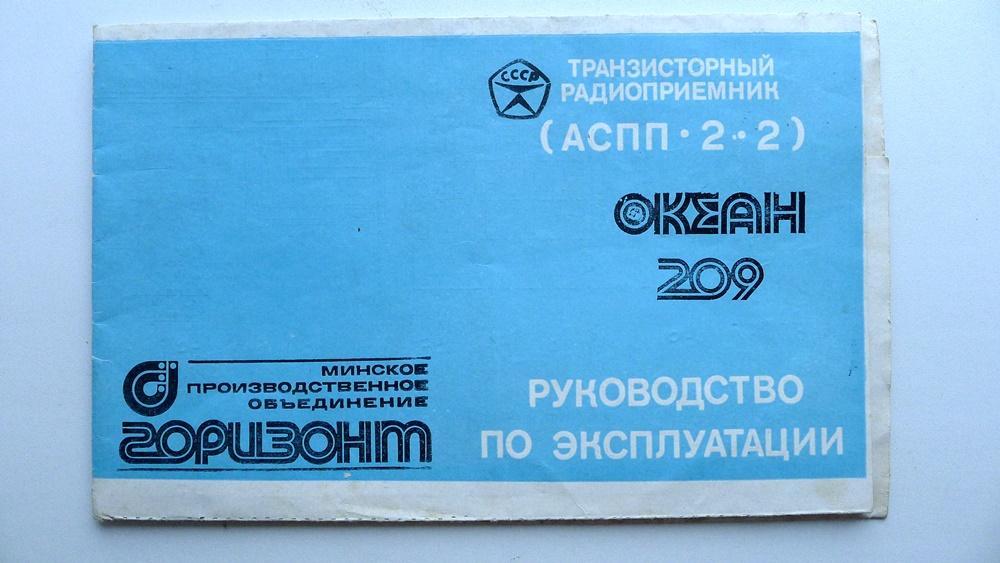 СССР
ТРАНЗИСТОРНЫЙ
РАДИОПРИЕМНИК
(АСПП·2·2)
ОКЕАН
209
МИНСКОЕ
ПРОИЗВОДСТВЕННОЕ
ОБЪЕДИНЕНИЕ
ГОРИЗОНТ
РУКОВОДСТВО
ПО ЭКСПЛУАТАЦИИ